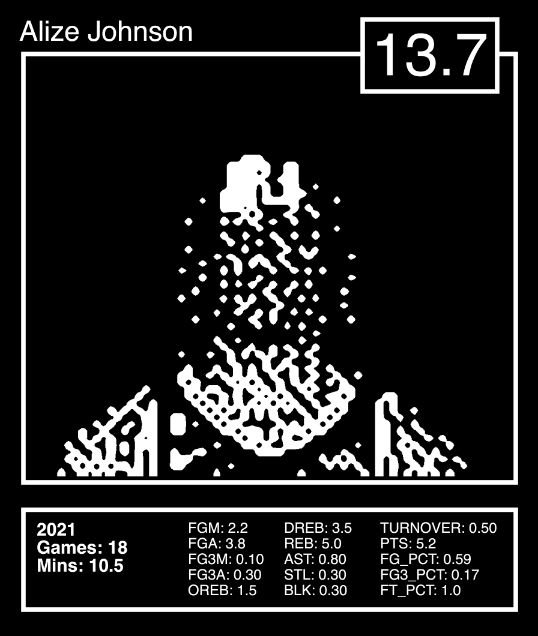 Alize Johnson
13.7
2021
Games: 18
Mins: 10.5
FGM: 2.2
FGA: 3.8
FG3M: 0.10
FG3A: 0.30
OREB: 1.5
DREB: 3.5
REB: 5.0
AST: 0.80
STL: 0.30
BLK: 0.30
TURNOVER: 0.50
PTS: 5.2
FG_PCT: 0.59
FG3_PCT: 0.17
FT_PCT: 1.0